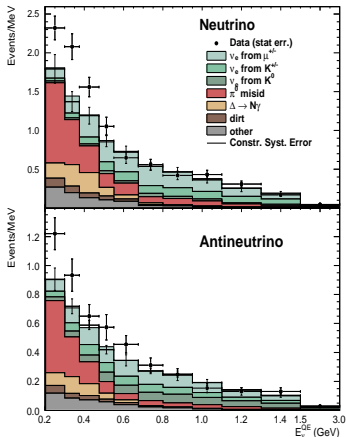 Events/MeV
Neutrino
Data (stat err.)
νe from μ+/-
νe from K+/-
νe from K0
π0 misid
Δ → Nγ
dirt
other
Constr. Syst. Error
2.5
2.0
1.5
1.0
0.5
Events/MeV
Antineutrino
1.2
1.0
0.8
0.6
0.4
0.2
0.0
0.2 0.4 0.6 0.8 1.0 1.2 1.4 1.5 3.0
EνQE (GeV)